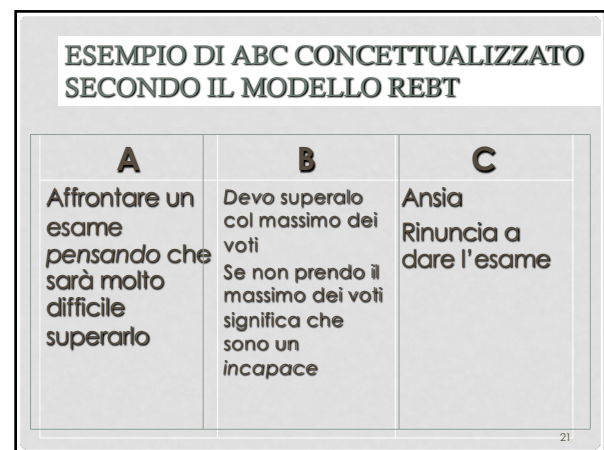 ESEMPIO DI ABC CONCETTUALIZZATO
SECONDO IL MODELLO REBT
A
Affrontare un
esame
pensando che
sarà molto
difficile
superarlo
B
Devo superalo
col massimo dei
voti
Se non prendo il
massimo dei voti
significa che
sono un
incapace
C
Ansia
Rinuncia a
dare l'esame
21